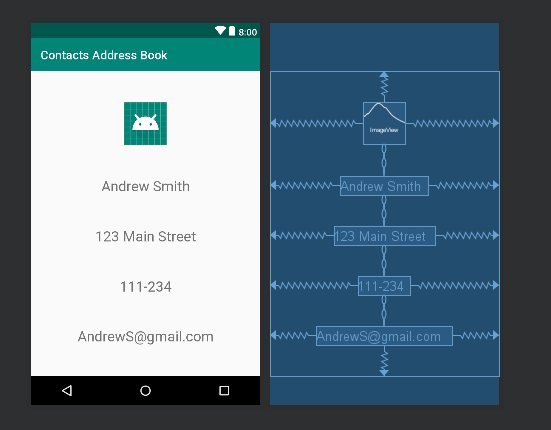 8:00
Contacts Address Book
Andrew Smith
123 Main Street
111-234
AndrewS@gmail.com
ImageView
Andrew Smith
123 Main Street
111-234
AndrewS@gmail.com